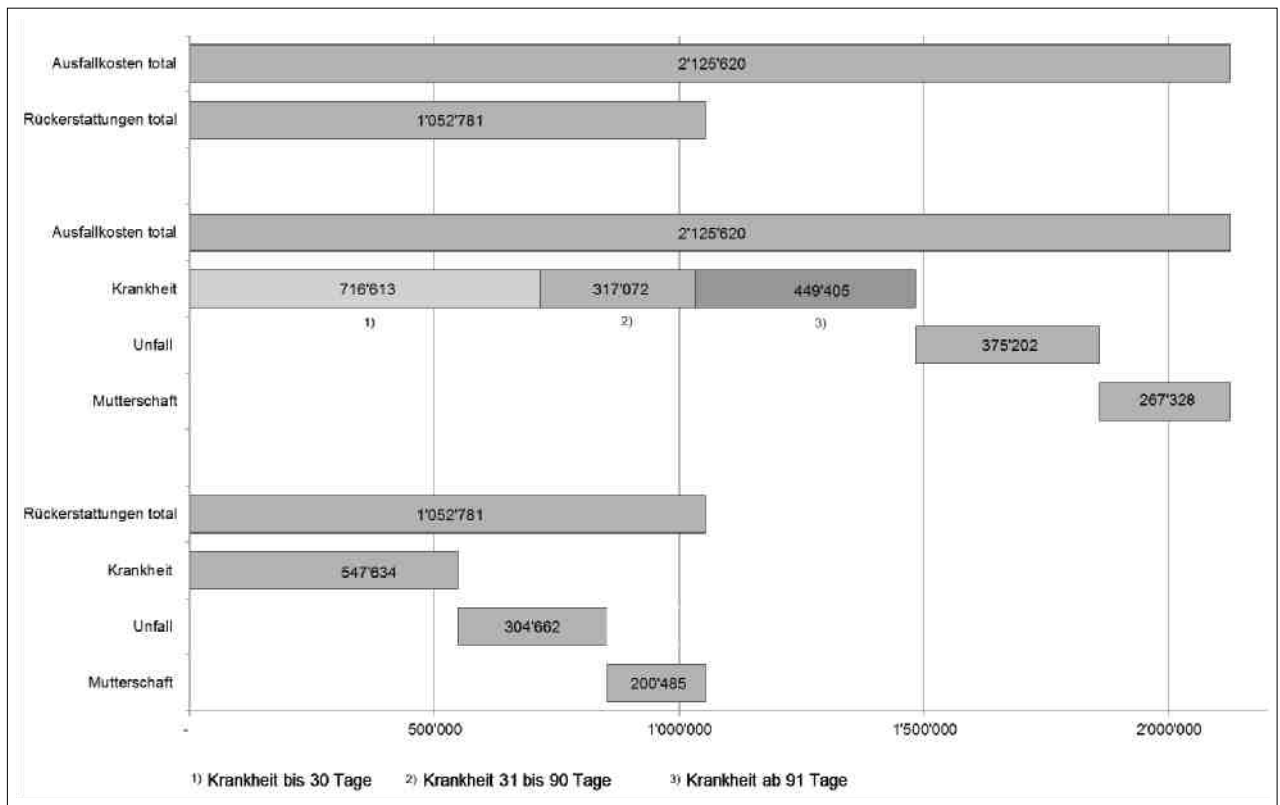 Ausfallkosten total 2'125'620
Rückerstattungen total 1'052'781
Ausfallkosten total 2'125'620
Krankheit 716'613 317'072 449'405
1) 2) 3)
Unfall 375'202
Mutterschaft 267'328
Rückerstattungen total 1'052'781
Krankheit 547'634
Unfall 304'662
Mutterschaft 200'485
- 500'000 1'000'000 1'500'000 2'000'000
1) Krankheit bis 30 Tage 2) Krankheit 31 bis 90 Tage 3) Krankheit ab 91 Tage